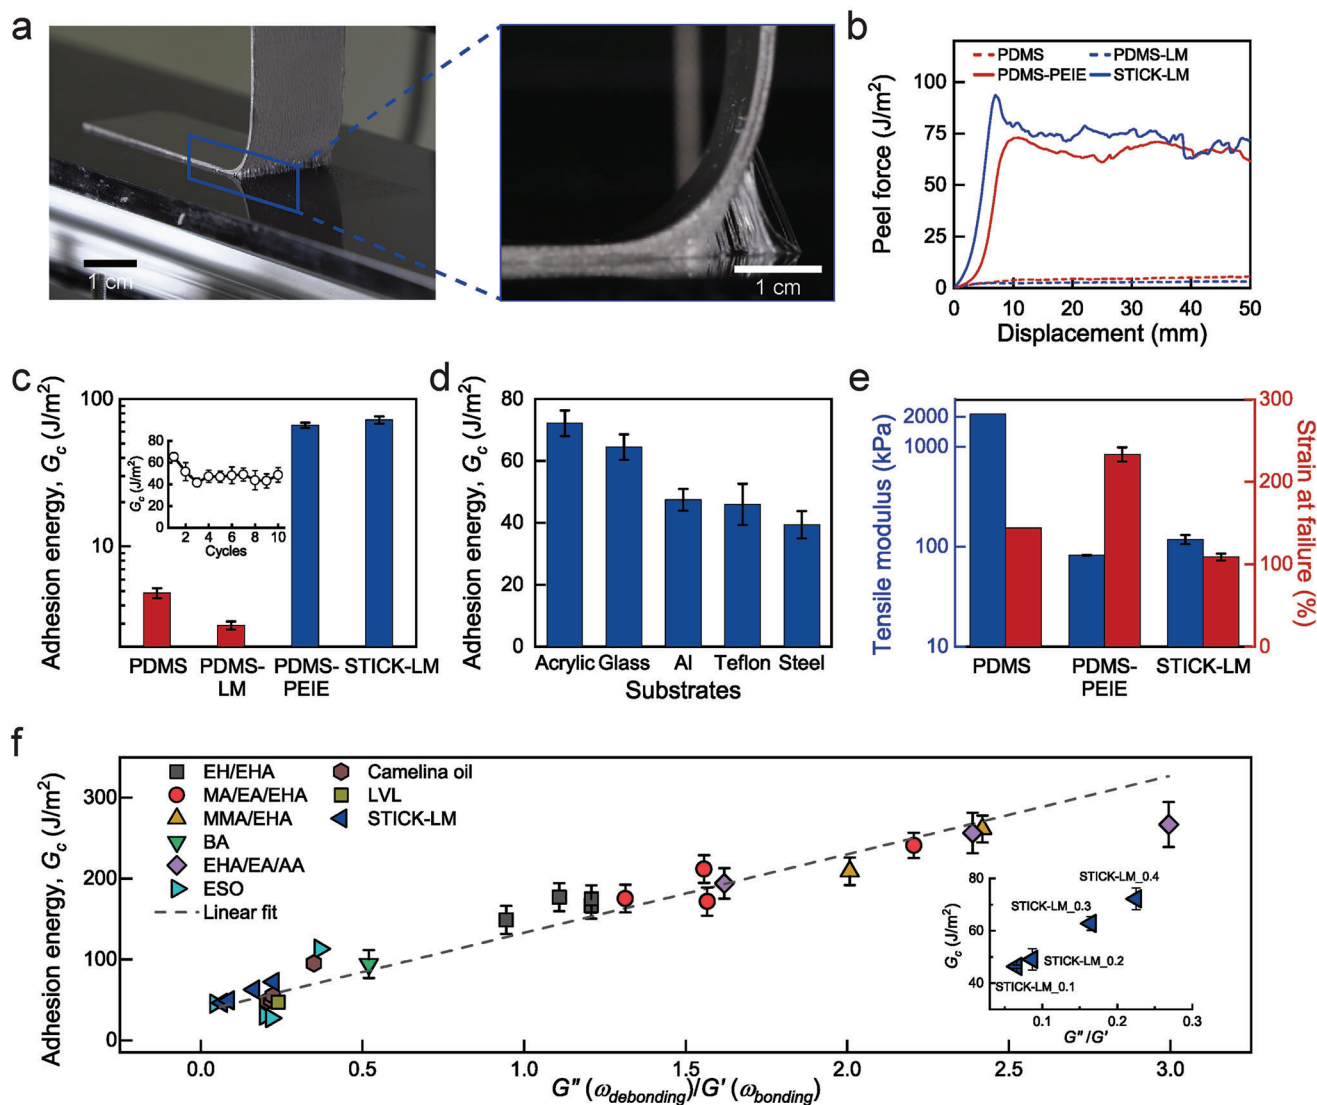 a
1 cm
1 cm
b
PDMS
PDMS-LM
PDMS-PEIE
STICK-LM
Peel force (J/m²)
100
75
50
25
0
0 10 20 30 40 50
Displacement (mm)
c
Adhesion energy, Gc (J/m²)
100
10
Gc (J/m²)
80
60
40
20
0
2 4 6 8 10
Cycles
PDMS
PDMS-
LM
PDMS-
PEIE
STICK-LM
d
Adhesion energy, Gc (J/m²)
80
60
40
20
0
Acrylic Glass Al Teflon Steel
Substrates
e
Tensile modulus (kPa)
2000
1000
100
10
Strain at failure (%)
300
200
100
0
PDMS
PDMS-
PEIE
STICK-LM
f
Adhesion energy, Gc (J/m²)
300
200
100
0
EH/EHA
MA/EA/EHA
MMA/EHA
BA
EHA/EA/AA
ESO
Linear fit
Camelina oil
LVL
STICK-LM
Gc (J/m²)
80
60
40
STICK-LM_0.4
STICK-LM_0.3
STICK-LM_0.2
STICK-LM_0.1
0.1 0.2 0.3
G''/G'
0.0 0.5 1.0 1.5 2.0 2.5 3.0
G'' (ωdebonding)/G' (ωbonding)